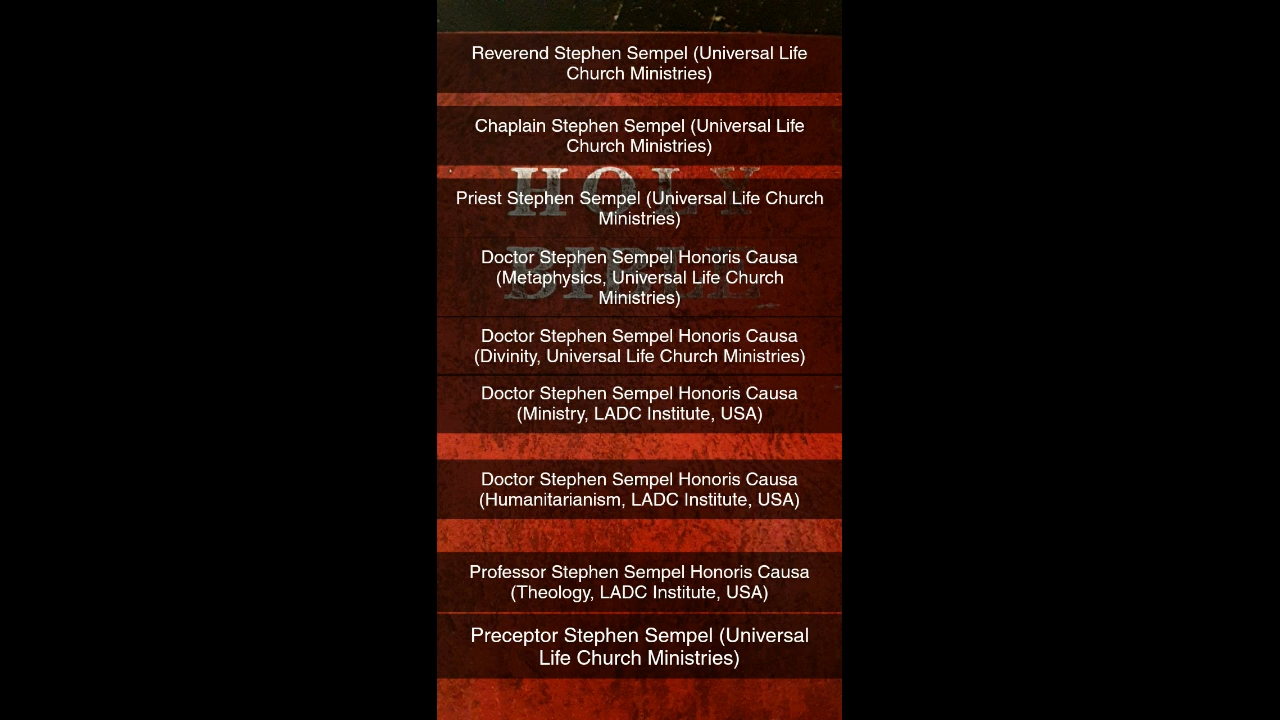 Reverend Stephen Sempel (Universal Life
Church Ministries)
Chaplain Stephen Sempel (Universal Life
Church Ministries)
HOLY
Priest Stephen Sempel (Universal Life Church
Ministries)
BIBLE
Doctor Stephen Sempel Honoris Causa
(Metaphysics, Universal Life Church
Ministries)
Doctor Stephen Sempel Honoris Causa
(Divinity, Universal Life Church Ministries)
Doctor Stephen Sempel Honoris Causa
(Ministry, LADC Institute, USA)
Doctor Stephen Sempel Honoris Causa
(Humanitarianism, LADC Institute, USA)
Professor Stephen Sempel Honoris Causa
(Theology, LADC Institute, USA)
Preceptor Stephen Sempel (Universal
Life Church Ministries)